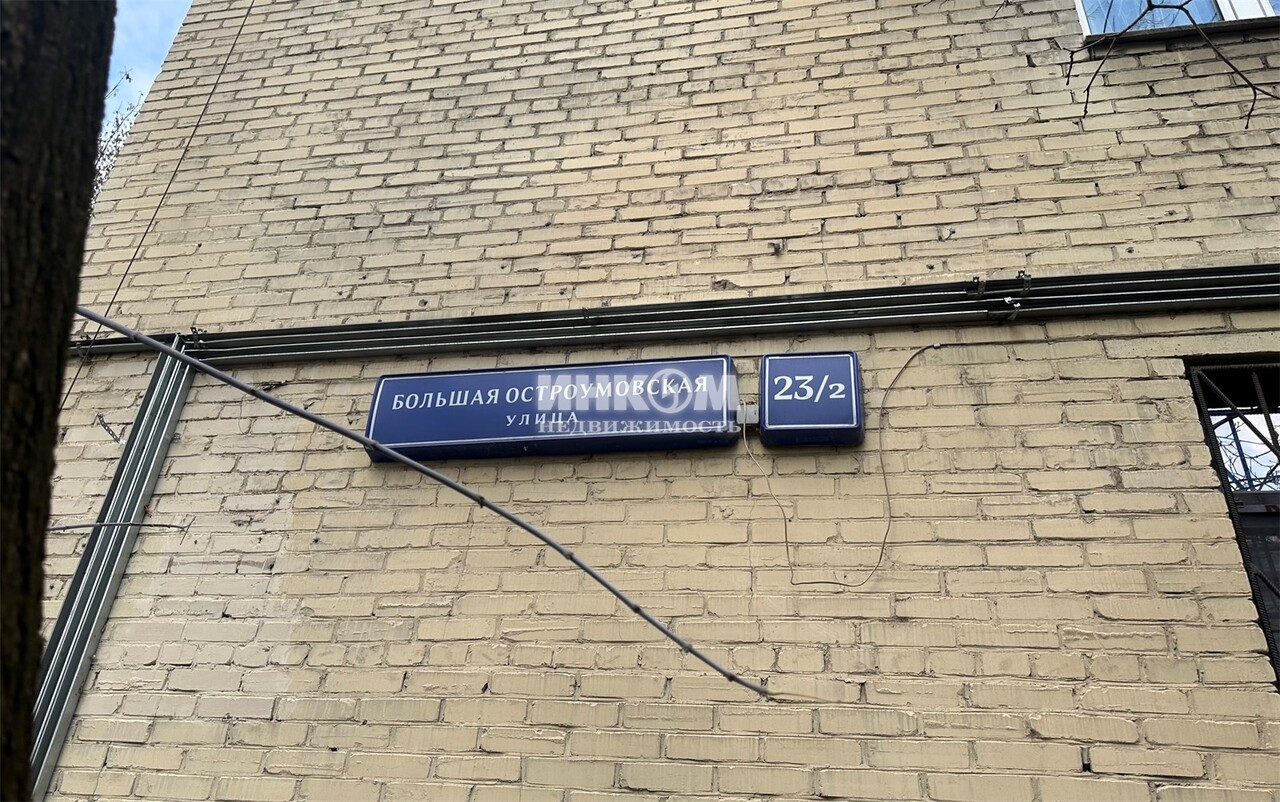 БОЛЬШАЯ ОСТРОУМОВСКАЯ
УЛИЦА
23/2
ИНКОМ
НЕДВИЖИМОСТЬ